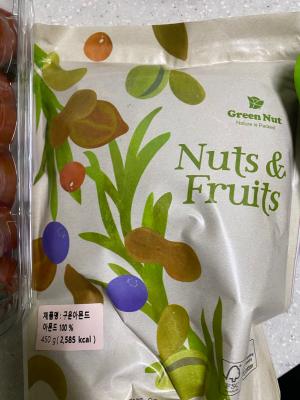 Green Nut
Nature is Packed
Nuts &
Fruits
제품명 : 구운아몬드
아몬드 100 %
450 g ( 2,585 kcal )
FSC